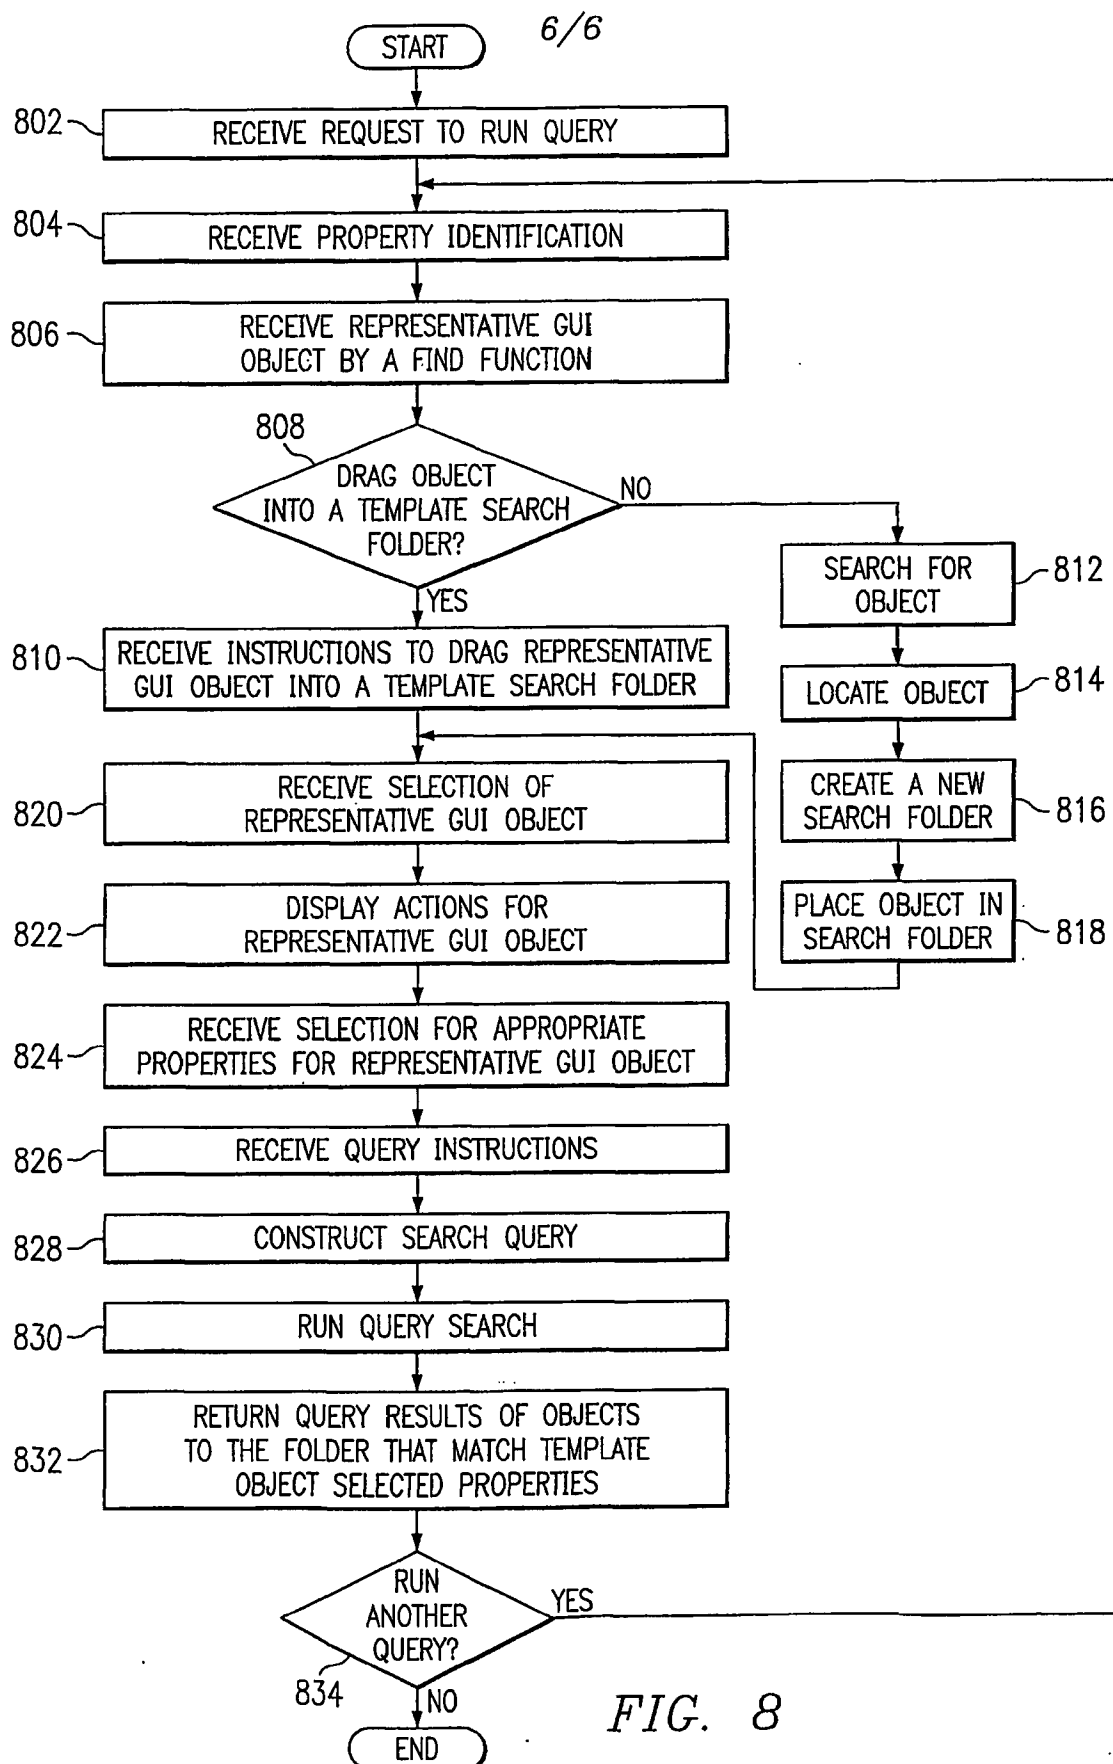 6/6
START
802
RECEIVE REQUEST TO RUN QUERY
804
RECEIVE PROPERTY IDENTIFICATION
806
RECEIVE REPRESENTATIVE GUI
OBJECT BY A FIND FUNCTION
808
DRAG OBJECT
INTO A TEMPLATE SEARCH
FOLDER?
NO
YES
810
RECEIVE INSTRUCTIONS TO DRAG REPRESENTATIVE
GUI OBJECT INTO A TEMPLATE SEARCH FOLDER
SEARCH FOR
OBJECT
812
LOCATE OBJECT
814
CREATE A NEW
SEARCH FOLDER
816
PLACE OBJECT IN
SEARCH FOLDER
818
820
RECEIVE SELECTION OF
REPRESENTATIVE GUI OBJECT
822
DISPLAY ACTIONS FOR
REPRESENTATIVE GUI OBJECT
824
RECEIVE SELECTION FOR APPROPRIATE
PROPERTIES FOR REPRESENTATIVE GUI OBJECT
826
RECEIVE QUERY INSTRUCTIONS
828
CONSTRUCT SEARCH QUERY
830
RUN QUERY SEARCH
832
RETURN QUERY RESULTS OF OBJECTS
TO THE FOLDER THAT MATCH TEMPLATE
OBJECT SELECTED PROPERTIES
RUN
ANOTHER
QUERY?
YES
834
NO
END
FIG. 8